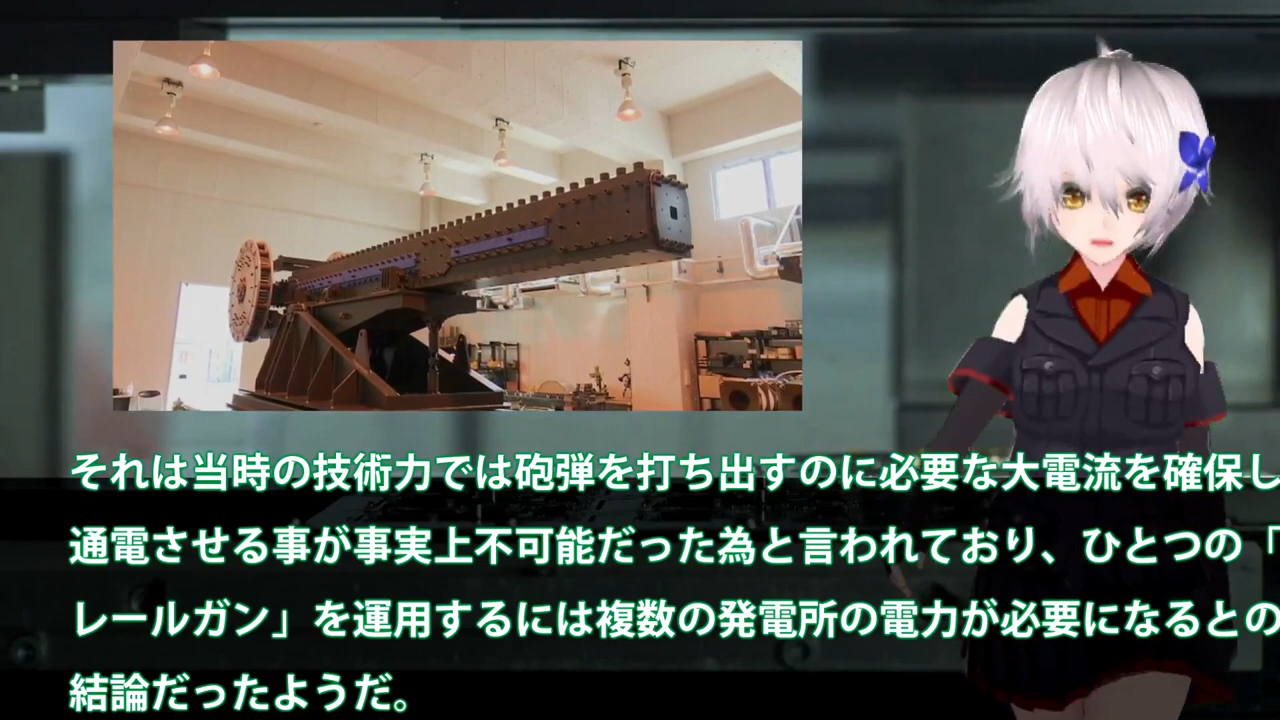 それは当時の技術力では砲弾を打ち出すのに必要な大電流を確保し
通電させる事が事実上不可能だった為と言われており、ひとつの「
レールガン」を運用するには複数の発電所の電力が必要になるとの
結論だったようだ。